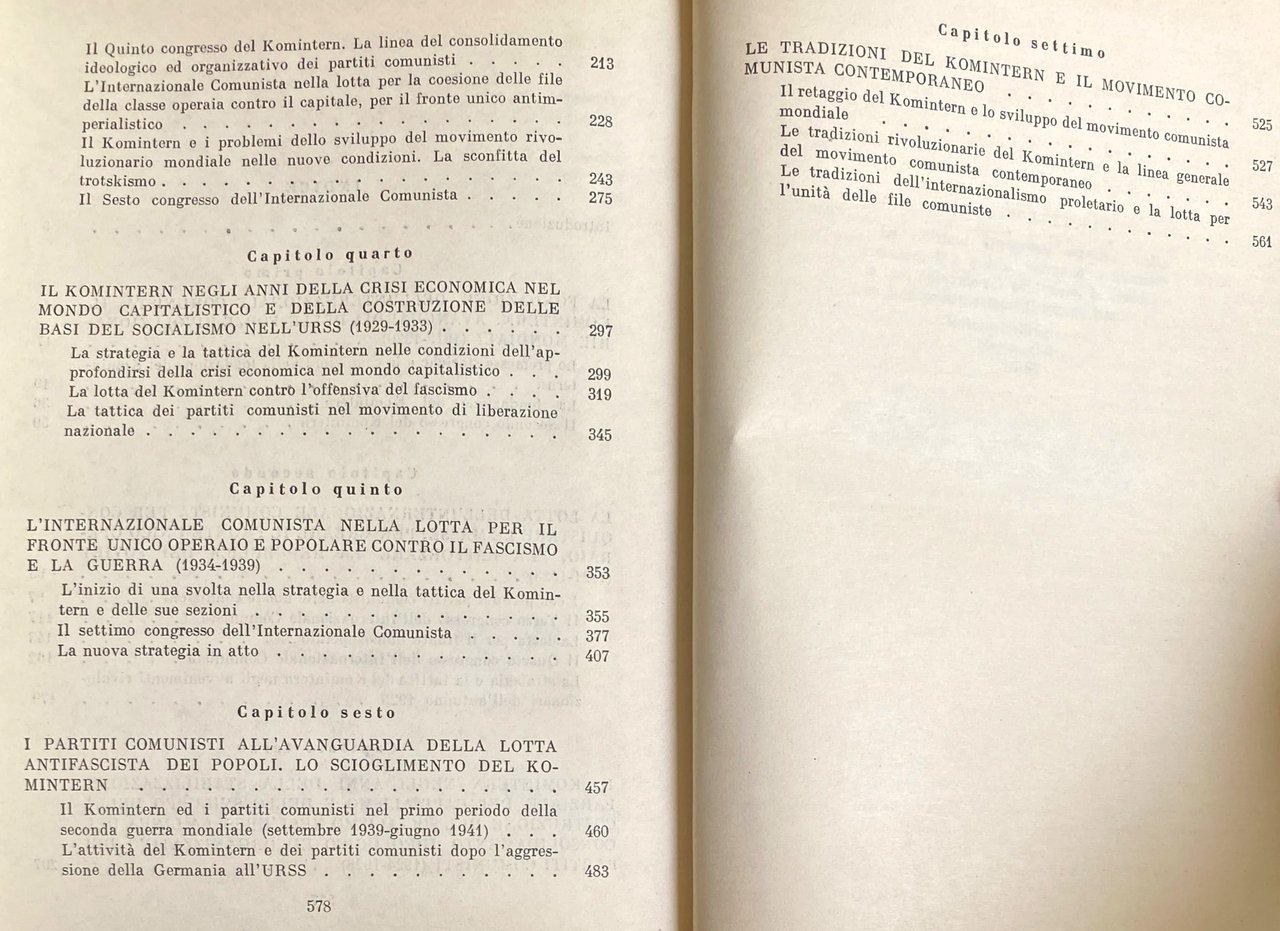 Il Quinto congresso del Komintern. La linea del consolidamento
ideologico ed organizzativo dei partiti comunisti . . . . . 213
L'Internazionale Comunista nella lotta per la coesione delle file
della classe operaia contro il capitale, per il fronte unico antim-
perialistico . . . . . . . . . . . . . . . . 228
Il Komintern e i problemi dello sviluppo del movimento rivo-
luzionario mondiale nelle nuove condizioni. La sconfitta del
trotskismo . . . . . . . . . . . . . . . . . 243
Il Sesto congresso dell'Internazionale Comunista . . . . . 275
Capitolo quarto
IL KOMINTERN NEGLI ANNI DELLA CRISI ECONOMICA NEL
MONDO CAPITALISTICO E DELLA COSTRUZIONE DELLE
BASI DEL SOCIALISMO NELL'URSS (1929-1933) . . . . . . 297
La strategia e la tattica del Komintern nelle condizioni dell'ap-
profondirsi della crisi economica nel mondo capitalistico . . . 299
La lotta del Komintern contro l'offensiva del fascismo . . . . 319
La tattica dei partiti comunisti nel movimento di liberazione
nazionale . . . . . . . . . . . . . . . . . 345
Capitolo quinto
L'INTERNAZIONALE COMUNISTA NELLA LOTTA PER IL
FRONTE UNICO OPERAIO E POPOLARE CONTRO IL FASCISMO
E LA GUERRA (1934-1939) . . . . . . . . . . . . . 353
L'inizio di una svolta nella strategia e nella tattica del Komin-
tern e delle sue sezioni . . . . . . . . . . . . . 355
Il settimo congresso dell'Internazionale Comunista . . . . . 377
La nuova strategia in atto . . . . . . . . . . . . . 407
Capitolo sesto
I PARTITI COMUNISTI ALL'AVANGUARDIA DELLA LOTTA
ANTIFASCISTA DEI POPOLI. LO SCIOGLIMENTO DEL KO-
MINTERN . . . . . . . . . . . . . . . . . . . 457
Il Komintern ed i partiti comunisti nel primo periodo della
seconda guerra mondiale (settembre 1939-giugno 1941) . . . 460
L'attività del Komintern e dei partiti comunisti dopo l'aggres-
sione della Germania all'URSS . . . . . . . . . . . 483
578
Capitolo settimo
LE TRADIZIONI DEL KOMINTERN E IL MOVIMENTO CO-
MUNISTA CONTEMPORANEO . . . . . . . . . . . 525
Il retaggio del Komintern e lo sviluppo del movimento comunista
mondiale . . . . . . . . . . . . . . . . . 527
Le tradizioni rivoluzionarie del Komintern e la linea generale
del movimento comunista contemporaneo . . . . . . 543
Le tradizioni dell'internazionalismo proletario e la lotta per
l'unità delle file comuniste . . . . . . . . . . . 561